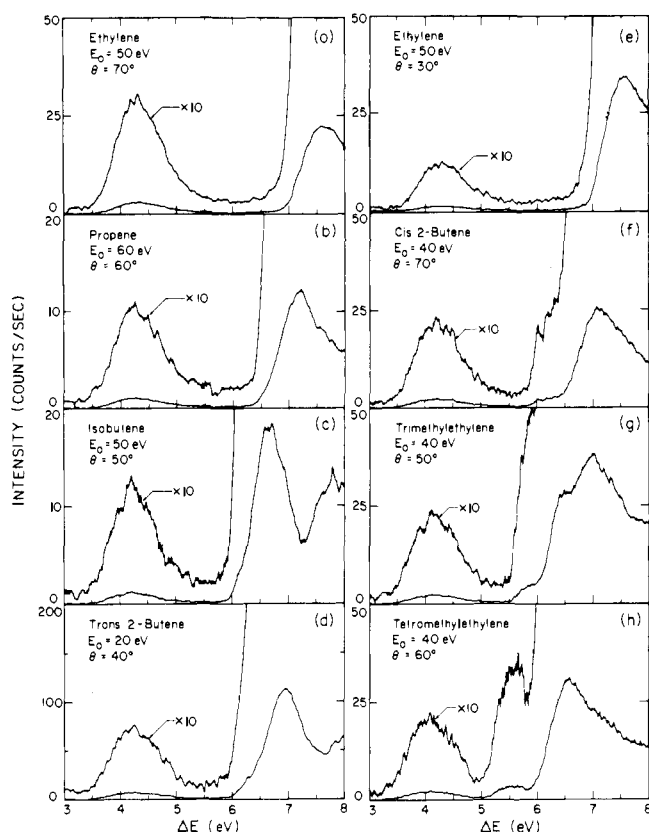 INTENSITY (COUNTS/SEC)
50
25
0
Ethylene
E₀ = 50 eV
θ = 70°
(a)
×10
20
10
0
Propene
E₀ = 60 eV
θ = 60°
(b)
×10
20
10
0
Isobutene
E₀ = 50 eV
θ = 50°
(c)
×10
200
100
0
Trans 2-Butene
E₀ = 20 eV
θ = 40°
(d)
×10
3 4 5 6 7 8
ΔE (eV)
50
25
0
Ethylene
E₀ = 50 eV
θ = 30°
(e)
×10
50
25
0
Cis 2-Butene
E₀ = 40 eV
θ = 70°
(f)
×10
50
25
0
Trimethylethylene
E₀ = 40 eV
θ = 50°
(g)
×10
50
25
0
Tetramethylethylene
E₀ = 40 eV
θ = 60°
(h)
×10
3 4 5 6 7 8
ΔE (eV)